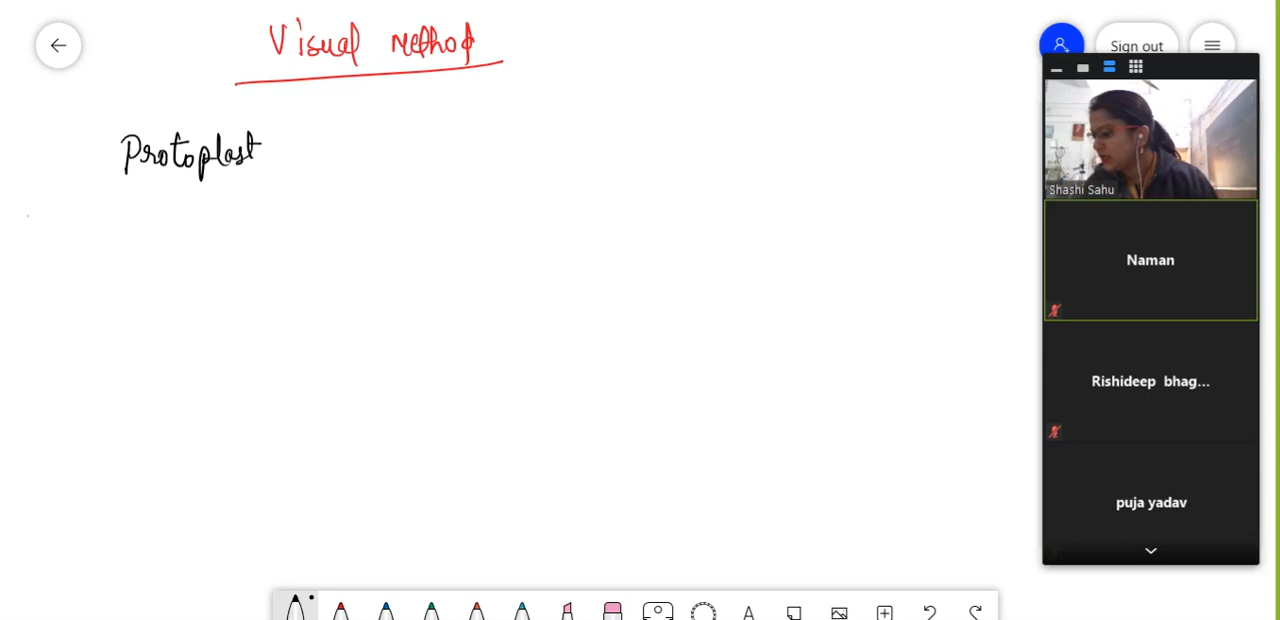 Visual method
Sign out
Protoplast
Shashi Sahu
Naman
Rishideep bhag...
puja yadav
A